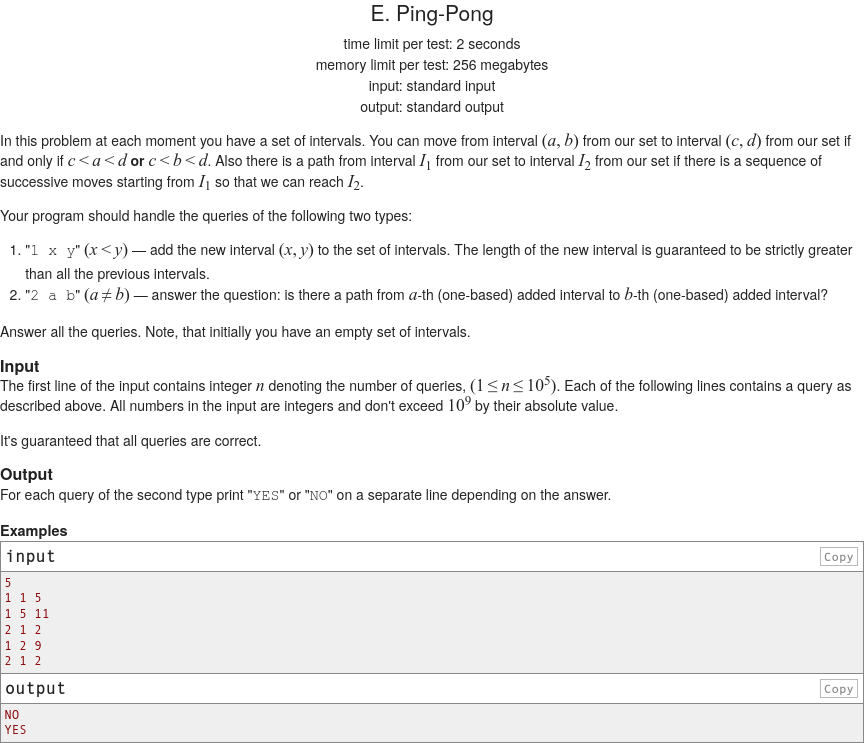 E. Ping-Pong
time limit per test: 2 seconds
memory limit per test: 256 megabytes
input: standard input
output: standard output
In this problem at each moment you have a set of intervals. You can move from interval (a, b) from our set to interval (c, d) from our set if
and only if c < a < d or c < b < d. Also there is a path from interval I1 from our set to interval I2 from our set if there is a sequence of
successive moves starting from I1 so that we can reach I2.
Your program should handle the queries of the following two types:
1. "1 x y" (x < y) — add the new interval (x, y) to the set of intervals. The length of the new interval is guaranteed to be strictly greater
than all the previous intervals.
2. "2 a b" (a ≠ b) — answer the question: is there a path from a-th (one-based) added interval to b-th (one-based) added interval?
Answer all the queries. Note, that initially you have an empty set of intervals.
Input
The first line of the input contains integer n denoting the number of queries, (1 ≤ n ≤ 10^5). Each of the following lines contains a query as
described above. All numbers in the input are integers and don't exceed 10^9 by their absolute value.
It's guaranteed that all queries are correct.
Output
For each query of the second type print "YES" or "NO" on a separate line depending on the answer.
Examples
input Copy
5
1 1 5
1 5 11
2 1 2
1 2 9
2 1 2
output Copy
NO
YES